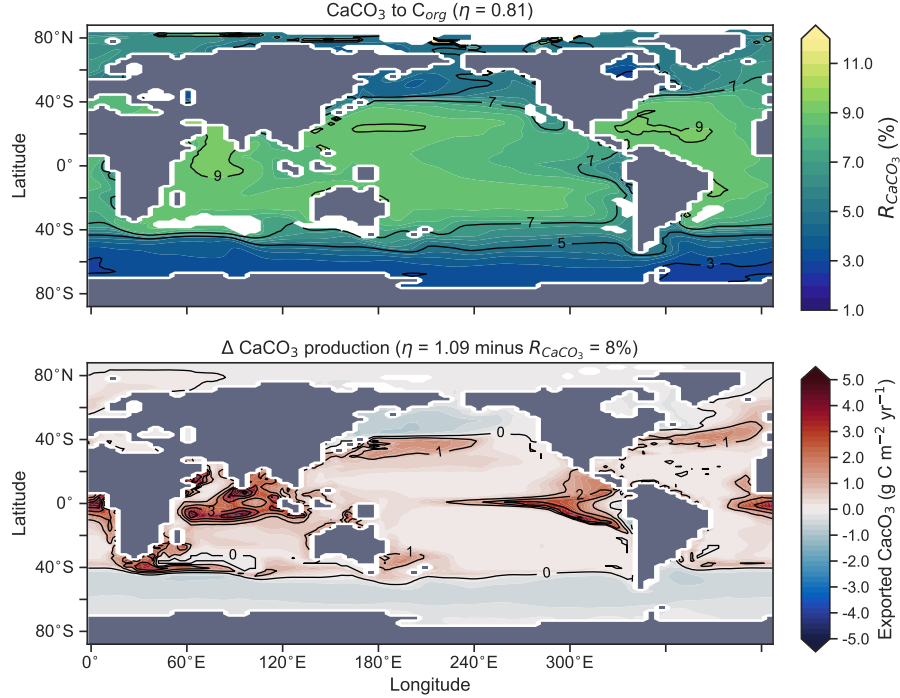 CaCO3 to Corg (η = 0.81)
80°N
40°S
0°
40°S
80°S
Latitude
7
7
9
9
7
7
5
3
11.0
9.0
7.0
5.0
3.0
1.0
RCaCO3 (%)
Δ CaCO3 production (η = 1.09 minus RCaCO3 = 8%)
80°N
40°S
0°
40°S
80°S
Latitude
0
1
2
3
0
1
0
1
5.0
4.0
3.0
2.0
1.0
-0.0
-1.0
-2.0
-3.0
-4.0
-5.0
Exported CacO3 (g C m−2 yr−1)
0°
60°E
120°E
180°E
240°E
300°E
Longitude